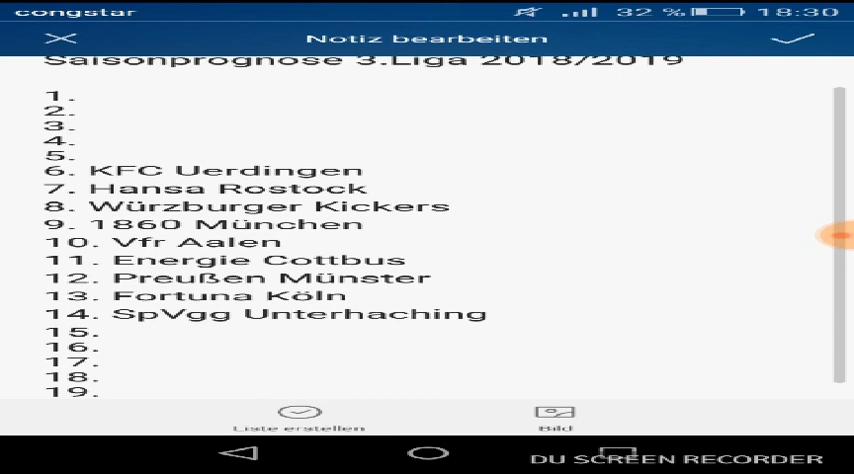 congstar 32 % 18:30
Notiz bearbeiten
Saisonprognose 3.Liga 2018/2019
1.
2.
3.
4.
5.
6. KFC Uerdingen
7. Hansa Rostock
8. Würzburger Kickers
9. 1860 München
10. Vfr Aalen
11. Energie Cottbus
12. Preußen Münster
13. Fortuna Köln
14. SpVgg Unterhaching
15.
16.
17.
18.
19.
Liste erstellen Bild
DU SCREEN RECORDER